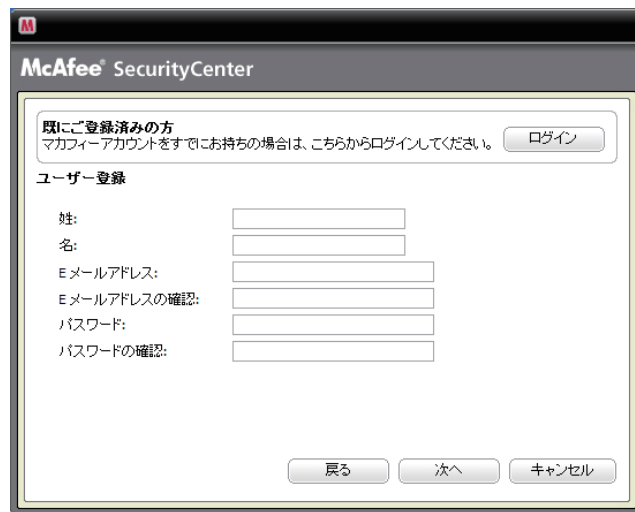 McAfee® SecurityCenter
既にご登録済みの方
マカフィーアカウントをすでにお持ちの場合は、こちらからログインしてください。
ログイン
ユーザー登録
姓:
名:
Eメールアドレス:
Eメールアドレスの確認:
パスワード:
パスワードの確認:
戻る 次へ キャンセル